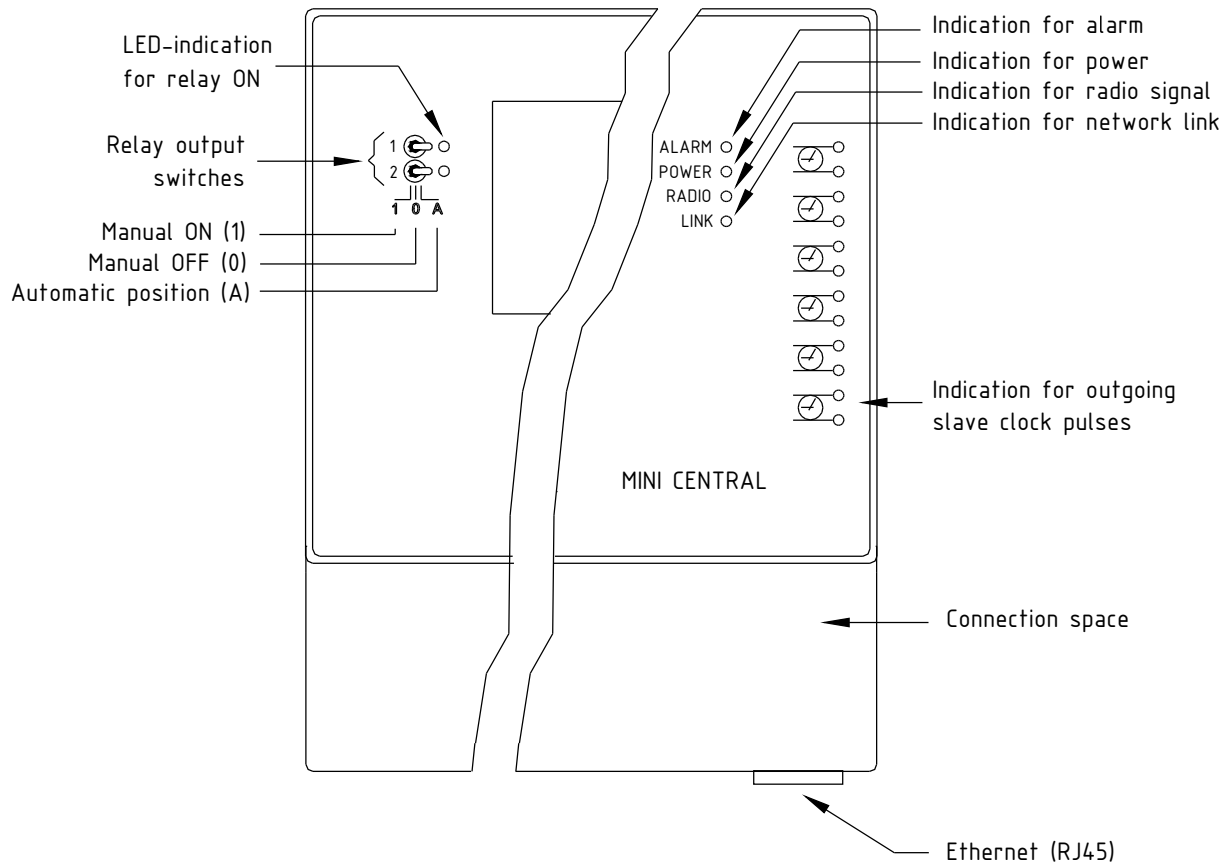 LED-indication
for relay ON
Relay output
switches
1
2
1 0 A
Manual ON (1)
Manual OFF (0)
Automatic position (A)
Indication for alarm
Indication for power
Indication for radio signal
Indication for network link
ALARM
POWER
RADIO
LINK
Indication for outgoing
slave clock pulses
MINI CENTRAL
Connection space
Ethernet (RJ45)